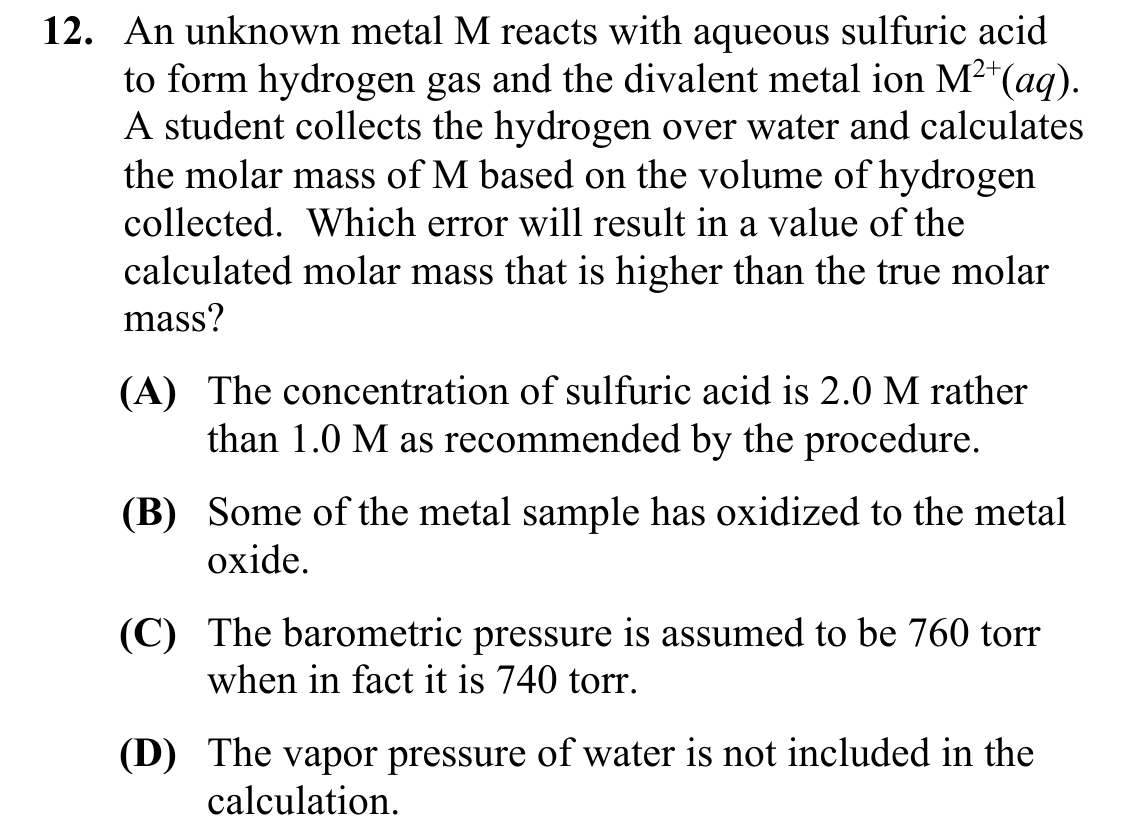 12. An unknown metal M reacts with aqueous sulfuric acid
to form hydrogen gas and the divalent metal ion M²⁺(aq).
A student collects the hydrogen over water and calculates
the molar mass of M based on the volume of hydrogen
collected. Which error will result in a value of the
calculated molar mass that is higher than the true molar
mass?
(A) The concentration of sulfuric acid is 2.0 M rather
than 1.0 M as recommended by the procedure.
(B) Some of the metal sample has oxidized to the metal
oxide.
(C) The barometric pressure is assumed to be 760 torr
when in fact it is 740 torr.
(D) The vapor pressure of water is not included in the
calculation.